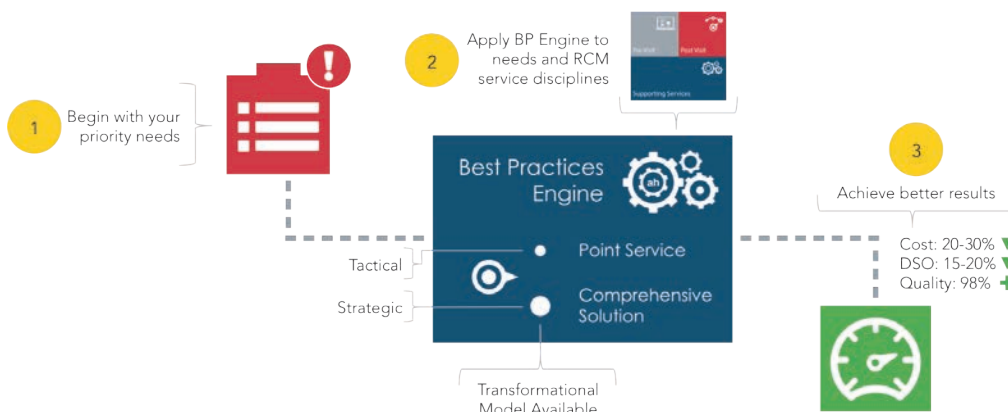 1
Begin with your
priority needs
2
Apply BP Engine to
needs and RCM
service disciplines
Pre Visit
Post Visit
Supporting Services
Best Practices
Engine
ah
Tactical
Point Service
Strategic
Comprehensive
Solution
Transformational
Model Available
3
Achieve better results
Cost: 20-30%
DSO: 15-20%
Quality: 98%